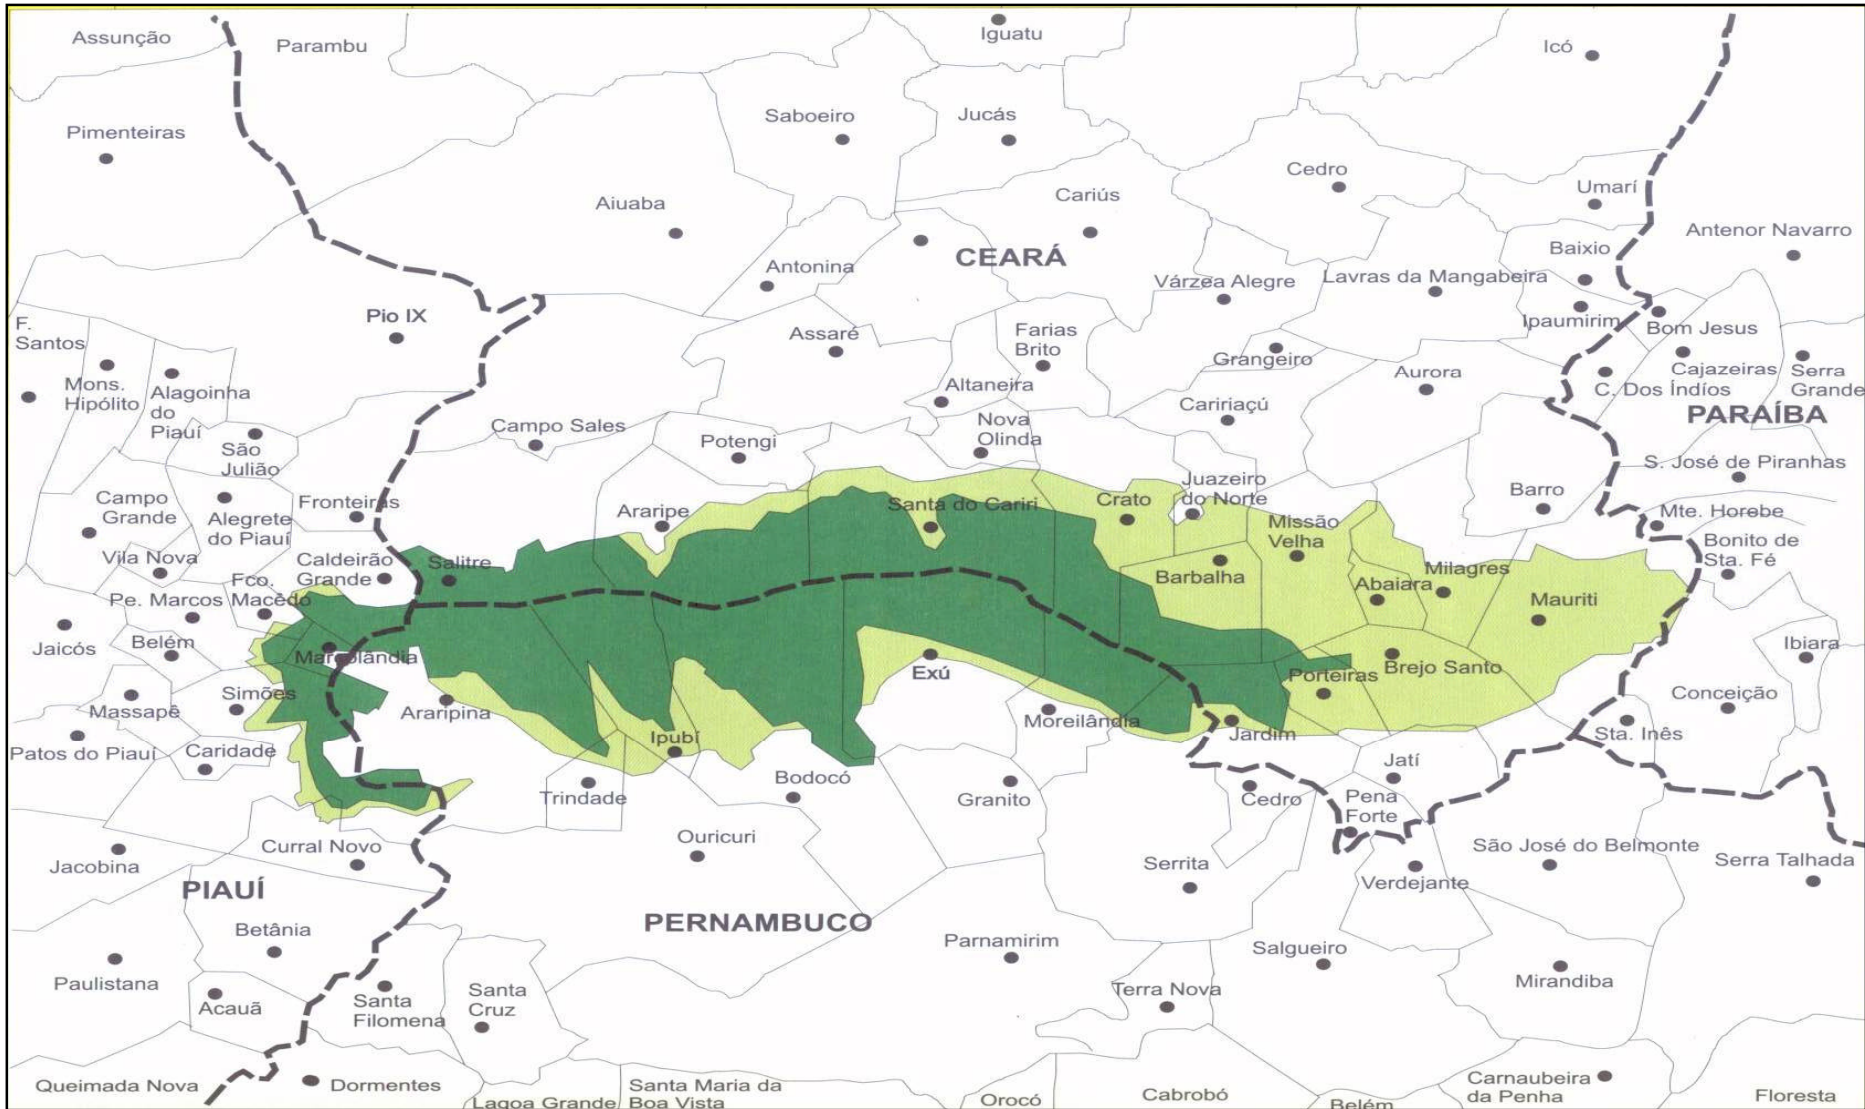 Assunção
Parambu
Iguatu
Icó
Pimenteiras
Saboeiro
Jucás
Cedro
Umarí
Aiuaba
Cariús
Antenor Navarro
CEARÁ
Baixio
Antonina
Várzea Alegre
Lavras da Mangabeira
Pio IX
F.
Santos
Assaré
Farias
Brito
Ipaumirim
Bom Jesus
Grangeiro
Mons.
Hipólito
Alagoinha
do
Piauí
Altaneira
Aurora
Cajazeiras
Serra
Grande
C. Dos Índíos
Caririaçú
PARAÍBA
Campo Sales
Potengi
Nova
Olinda
São
Julião
S. José de Piranhas
Juazeiro
do Norte
Campo
Grande
Fronteiras
Santa do Cariri
Crato
Barro
Araripe
Alegrete
do Piauí
Missão
Velha
Mte. Horebe
Bonito de
Sta. Fé
Vila Nova
Caldeirão
Grande
Salitre
Barbalha
Milagres
Abaiara
Fco.
Macêdo
Pe. Marcos
Mauriti
Jaicós
Belém
Marcolândia
Ibiara
Exú
Porteiras
Brejo Santo
Simões
Conceição
Massapê
Araripina
Moreilândia
Patos do Piauí
Ipubí
Jardim
Sta. Inês
Caridade
Bodocó
Jatí
Trindade
Granito
Cedro
Pena
Forte
Ouricuri
Curral Novo
São José do Belmonte
Jacobina
Serrita
Serra Talhada
PIAUÍ
Verdejante
PERNAMBUCO
Betânia
Parnamirim
Salgueiro
Paulistana
Mirandiba
Acauã
Santa
Filomena
Santa
Cruz
Terra Nova
Queimada Nova
Dormentes
Santa Maria da
Boa Vista
Lagoa Grande
Orocó
Cabrobó
Belém
Carnaubeira
da Penha
Floresta